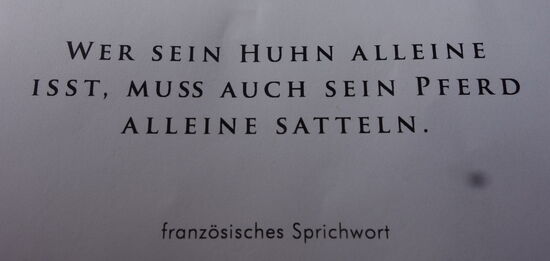 WER SEIN HUHN ALLEINE
ISST, MUSS AUCH SEIN PFERD
ALLEINE SATTELN.
französisches Sprichwort